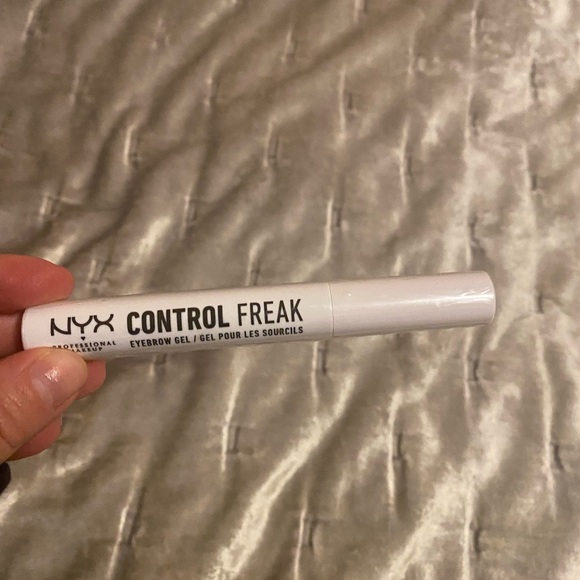 NYX CONTROL FREAK
PROFESSIONAL MAKEUP
EYEBROW GEL / GEL POUR LES SOURCILS